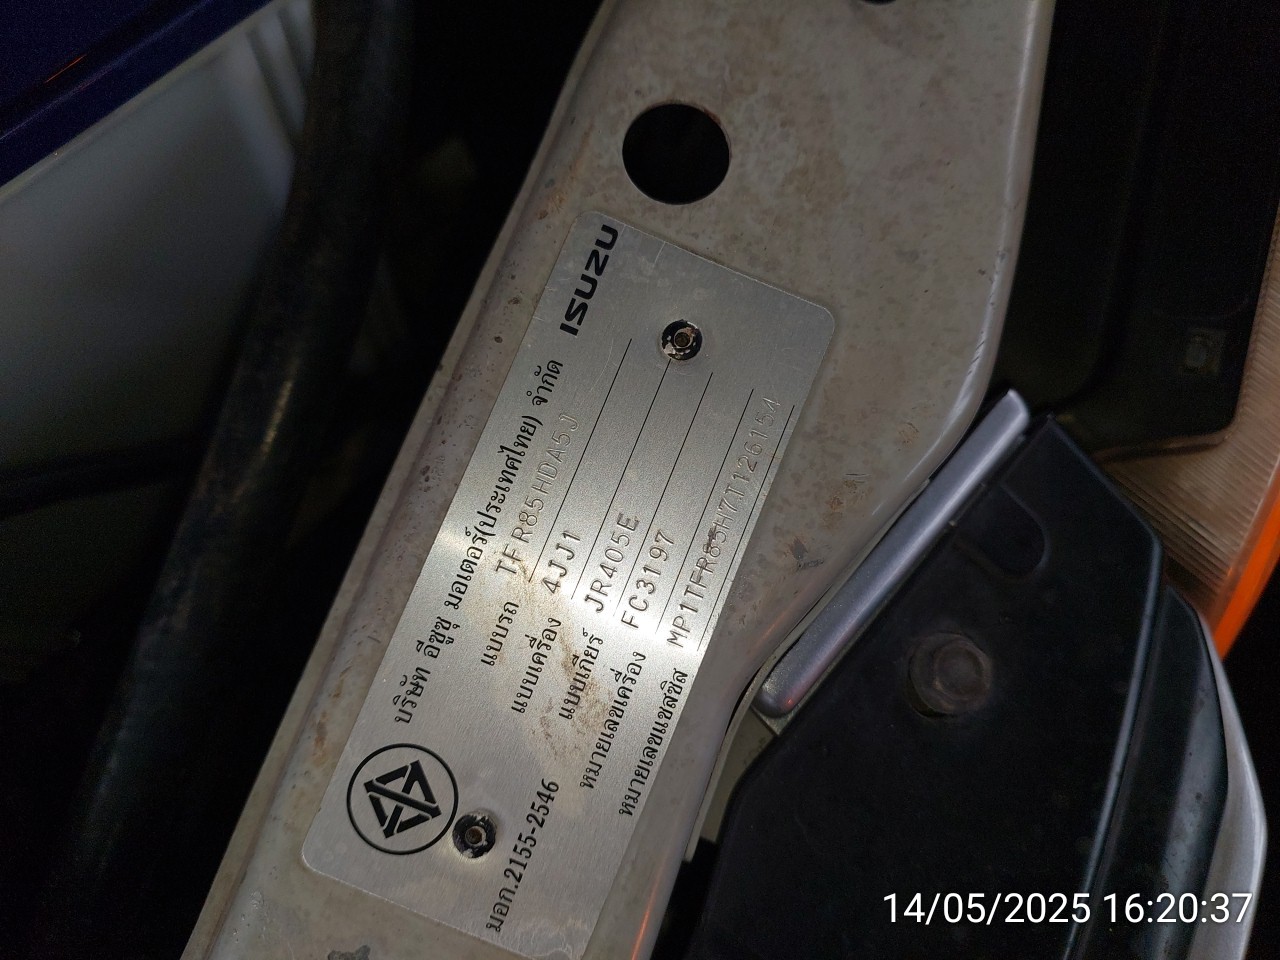 ISUZU
บริษัท อีซูซุ มอเตอร์(ประเทศไทย) จำกัด
แบบรถ TFR85HDA5J
แบบเครื่อง 4JJ1
แบบเกียร์ JR405E
หมายเลขเครื่อง FC3197
หมายเลขแชสซิส MP1TFR85H7T126154
มอก.2155-2546
14/05/2025 16:20:37